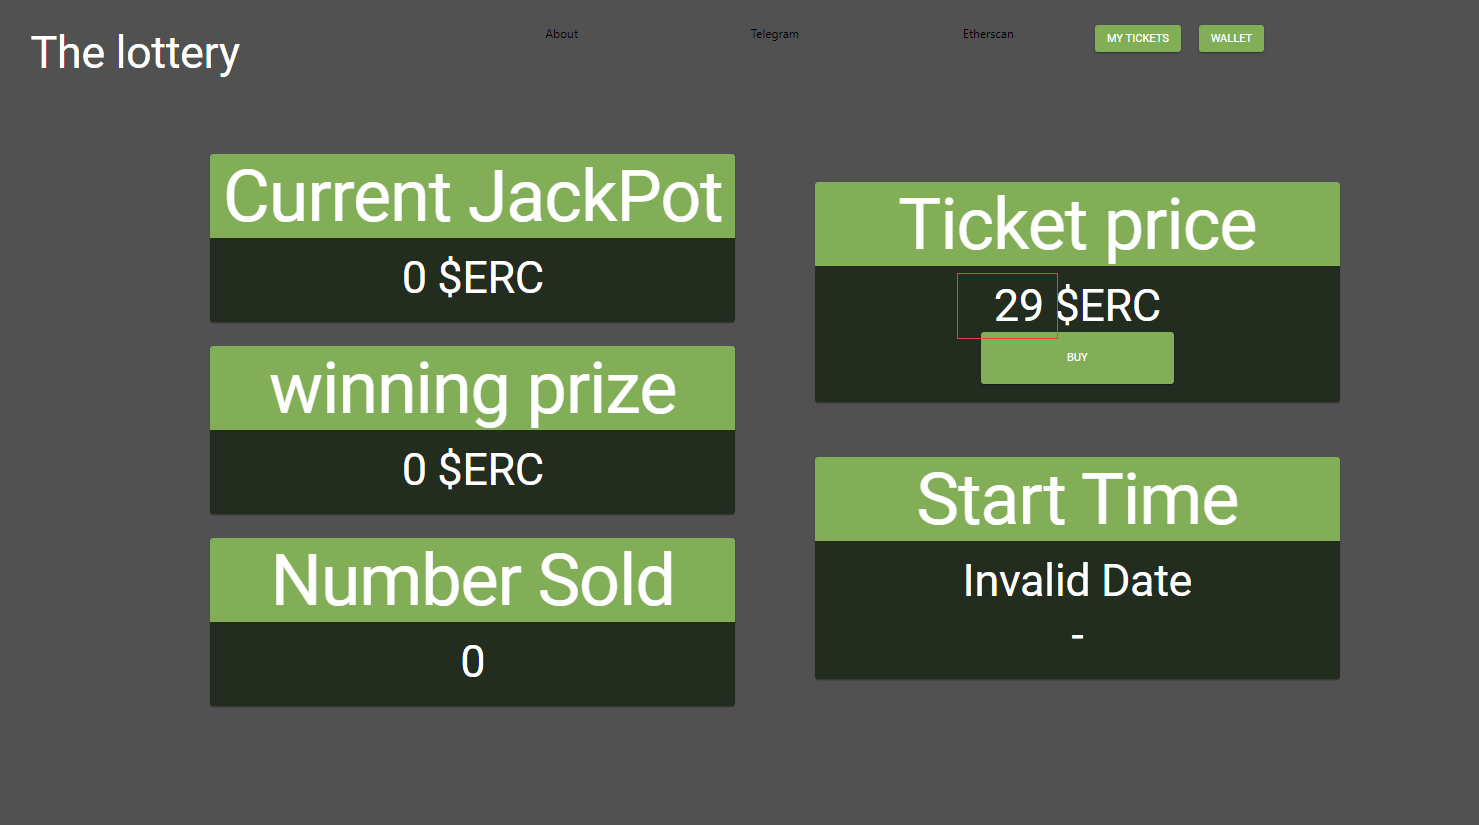 The lottery
About
Telegram
Etherscan
MY TICKETS
WALLET
Current JackPot
0 $ERC
winning prize
0 $ERC
Number Sold
0
Ticket price
29 $ERC
BUY
Start Time
Invalid Date
-